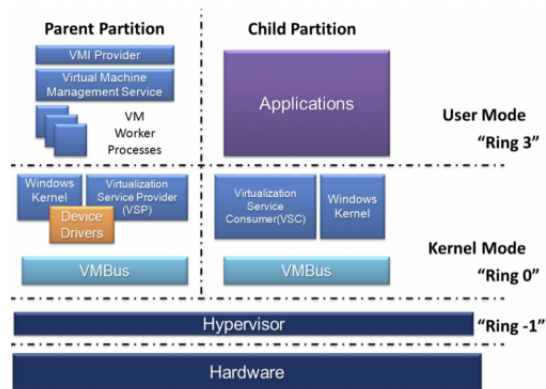 Parent Partition
Child Partition
VMI Provider
Virtual Machine
Management Service
VM
Worker
Processes
Applications
User Mode
“Ring 3”
Windows
Kernel
Virtualization
Service Provider
(VSP)
Device
Drivers
Virtualization
Service
Consumer(VSC)
Windows
Kernel
VMBus
VMBus
Kernel Mode
“Ring 0”
Hypervisor
“Ring -1”
Hardware